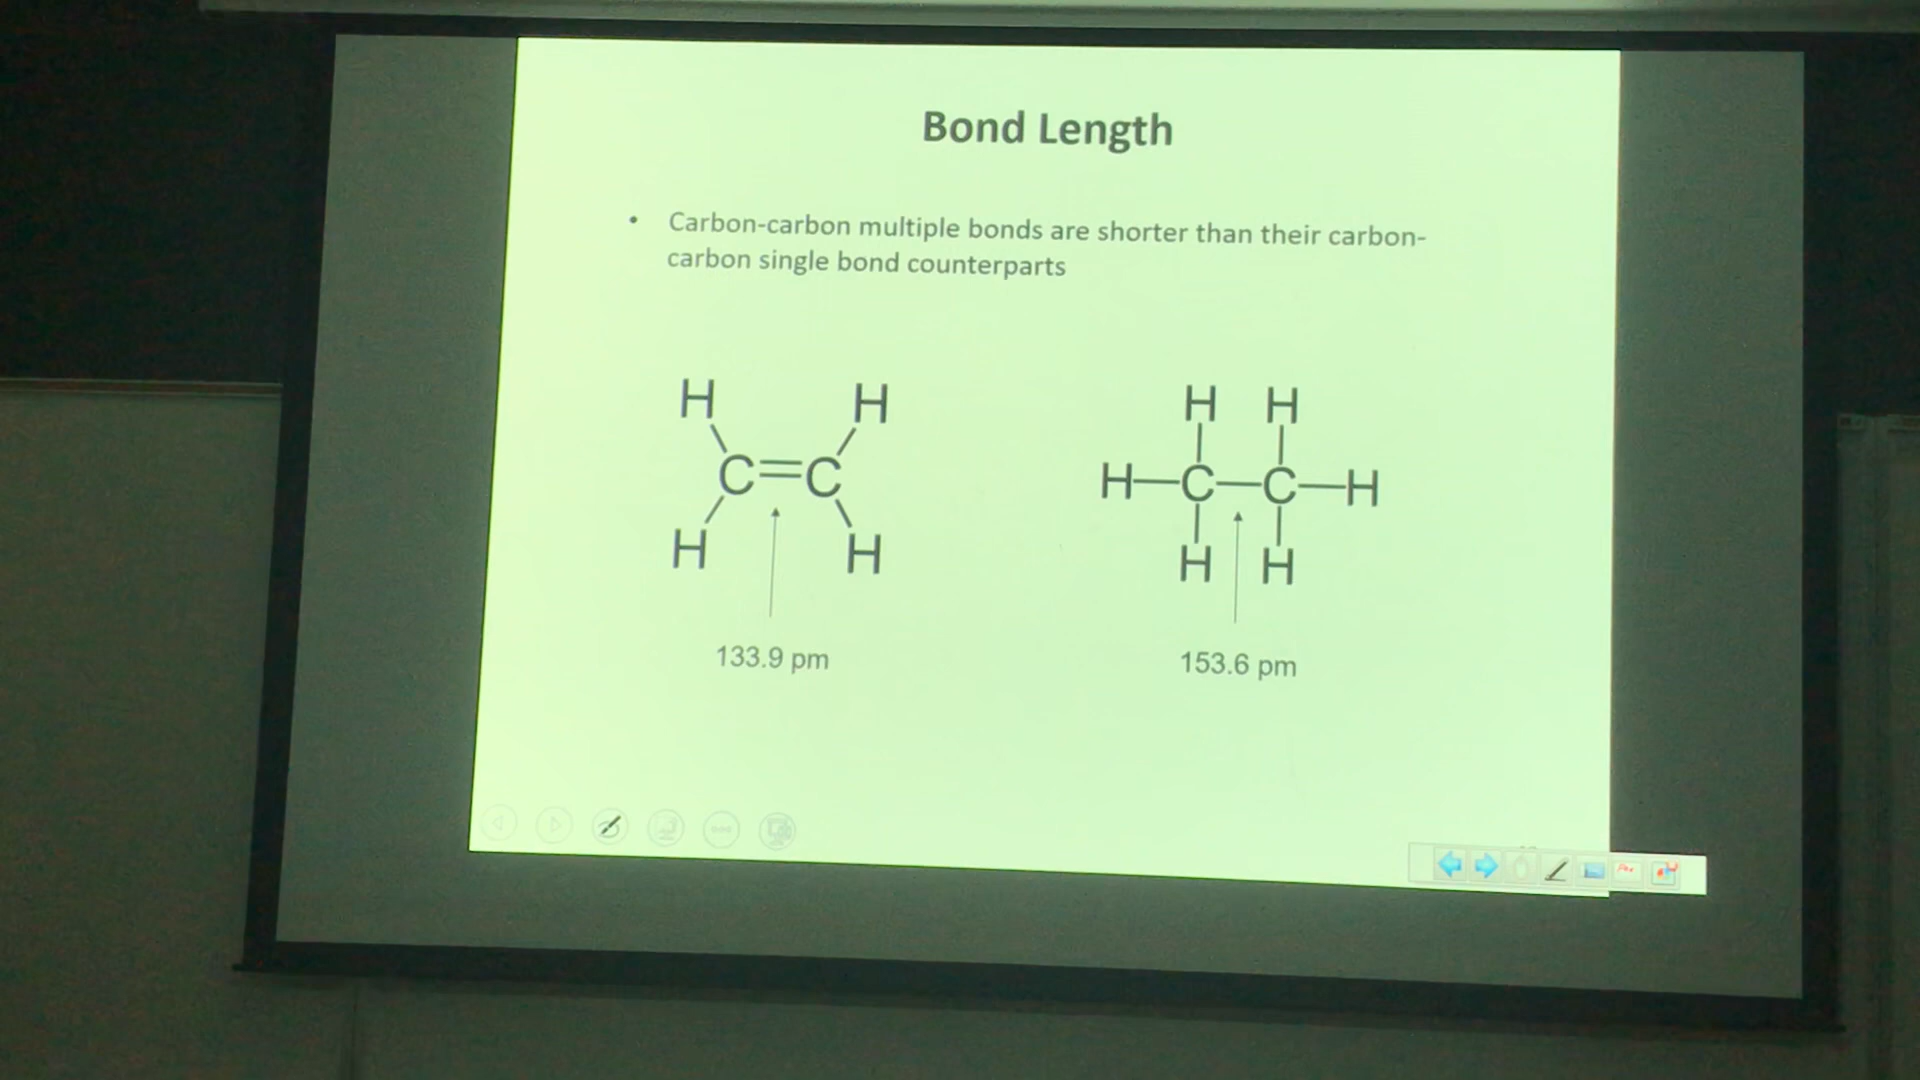 Bond Length
• Carbon-carbon multiple bonds are shorter than their carbon-
carbon single bond counterparts
H H
C=C
H H
133.9 pm
H H
H—C—C—H
H H
153.6 pm